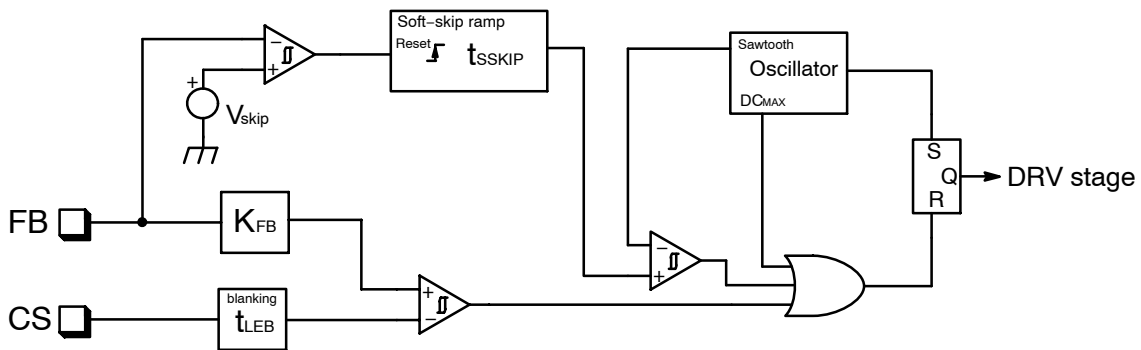 Soft-skip ramp
Reset
tSSKIP
−
+
+
Vskip
Sawtooth
Oscillator
DCMAX
S
Q
R
DRV stage
FB
KFB
−
+
+
−
CS
blanking
tLEB